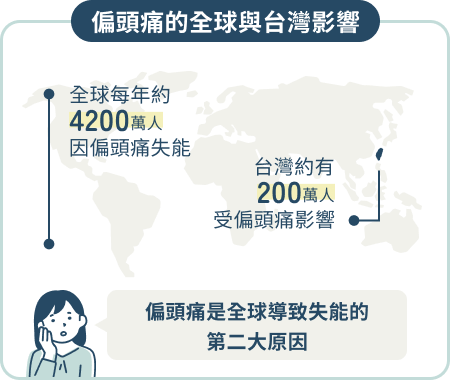 偏頭痛的全球與台灣影響
全球每年約
4200萬人
因偏頭痛失能
台灣約有
200萬人
受偏頭痛影響
偏頭痛是全球導致失能的
第二大原因